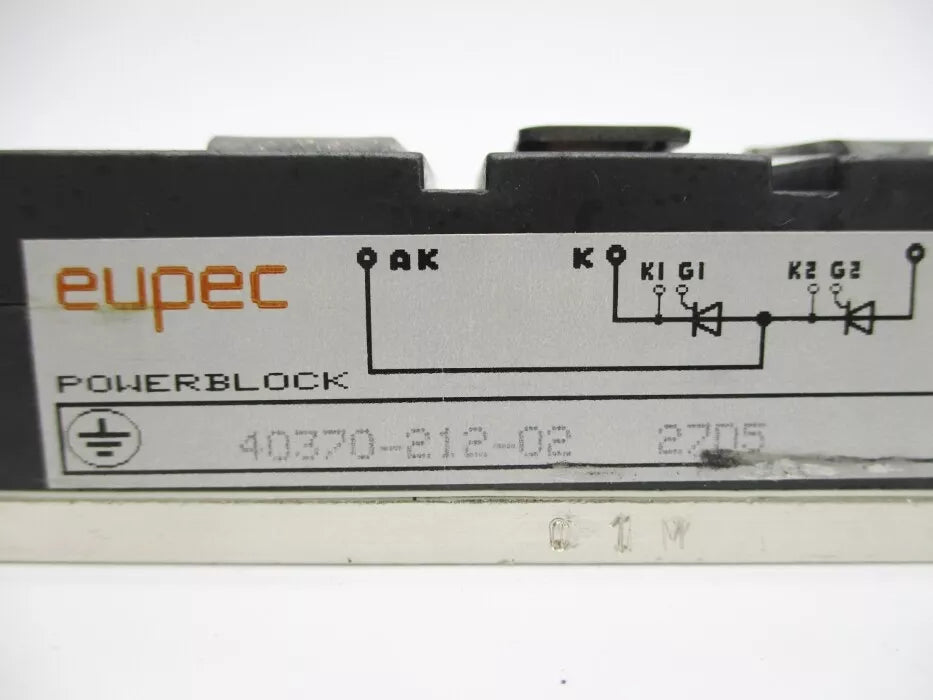 AK K
K1 G1 K2 G2
eupec
POWERBLOCK
40370-212-02 2705